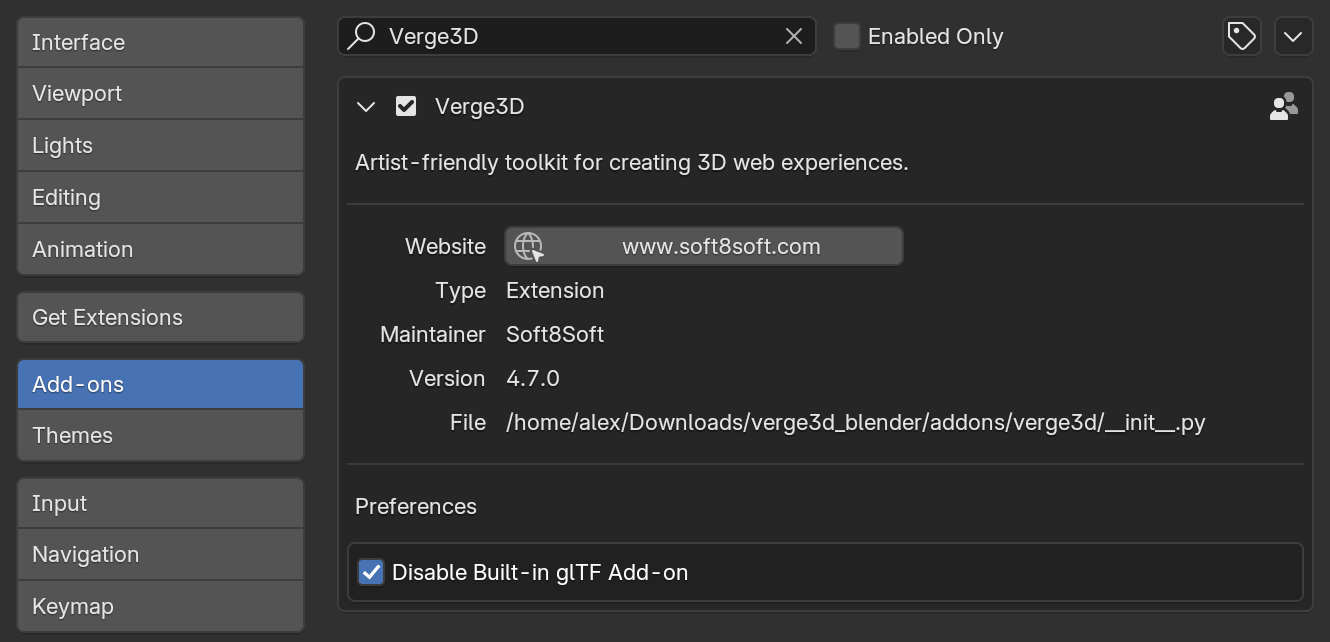 Interface
Viewport
Lights
Editing
Animation
Get Extensions
Add-ons
Themes
Input
Navigation
Keymap
Verge3D
Enabled Only
Verge3D
Artist-friendly toolkit for creating 3D web experiences.
Website www.soft8soft.com
Type Extension
Maintainer Soft8Soft
Version 4.7.0
File /home/alex/Downloads/verge3d_blender/addons/verge3d/__init__.py
Preferences
Disable Built-in glTF Add-on